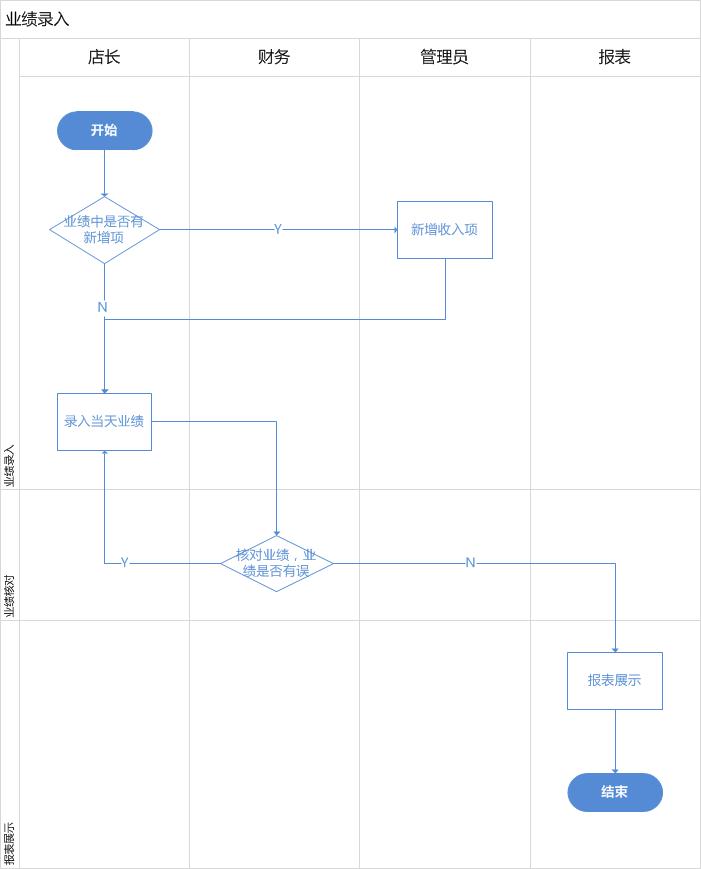 业绩录入
店长
财务
管理员
报表
开始
业绩中是否有
新增项
Y
新增收入项
N
录入当天业绩
业绩录入
核对业绩，业
绩是否有误
Y
N
业绩核对
报表展示
结束
报表展示